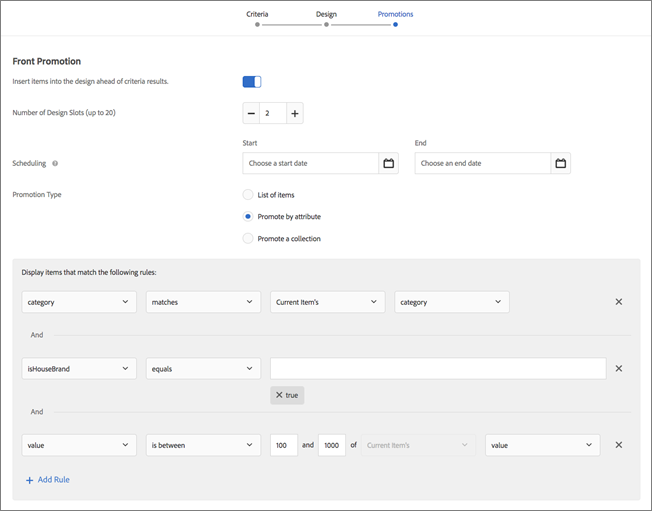 Criteria Design Promotions
Front Promotion
Insert items into the design ahead of criteria results.
Number of Design Slots (up to 20) 2
Start End
Scheduling Choose a start date Choose an end date
Promotion Type List of items
Promote by attribute
Promote a collection
Display items that match the following rules:
category matches Current Item's category
And
isHouseBrand equals
true
And
value is between 100 and 1000 of Current Item's value
+ Add Rule